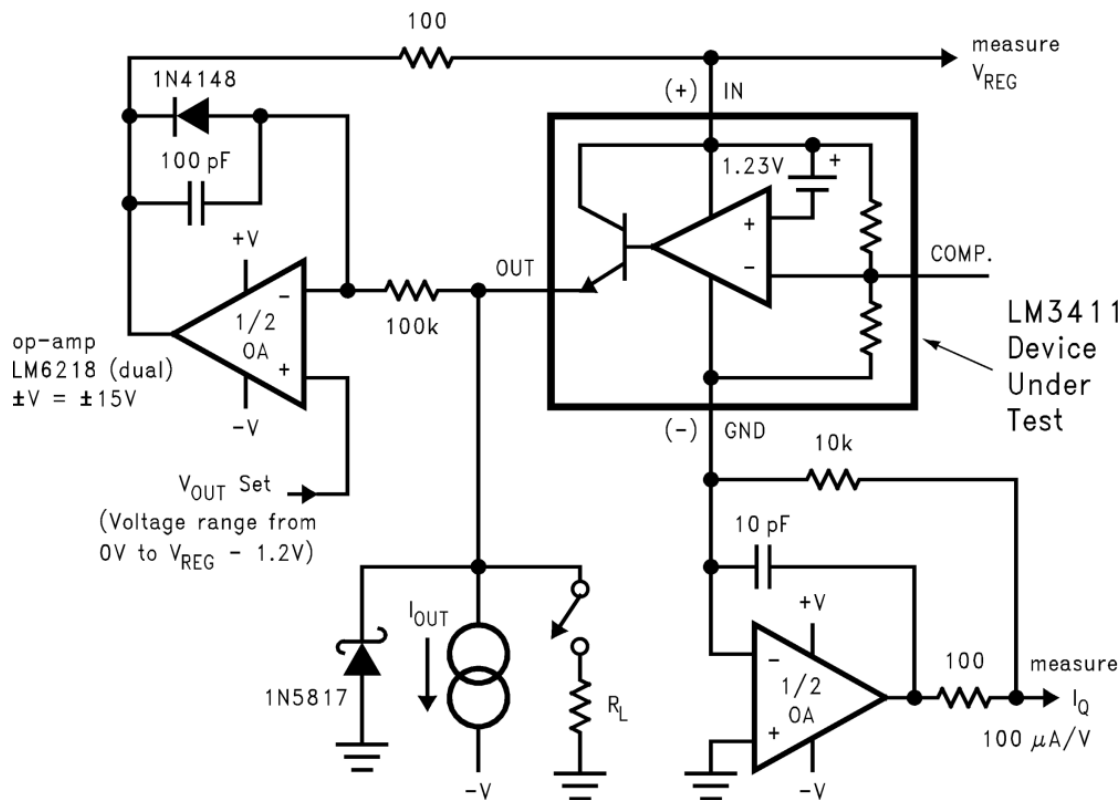 100
measure
V_REG
1N4148
(+) IN
100 pF
1.23V
+
+V
+
−
OUT
COMP.
−
1/2
OA
+
100k
op-amp
LM6218 (dual)
±V = ±15V
−V
LM3411
Device
Under
Test
(−) GND
10k
V_OUT Set
(Voltage range from
0V to V_REG − 1.2V)
10 pF
I_OUT
+V
−
1/2
OA
+
100
measure
I_Q
100 μA/V
1N5817
R_L
−V
−V